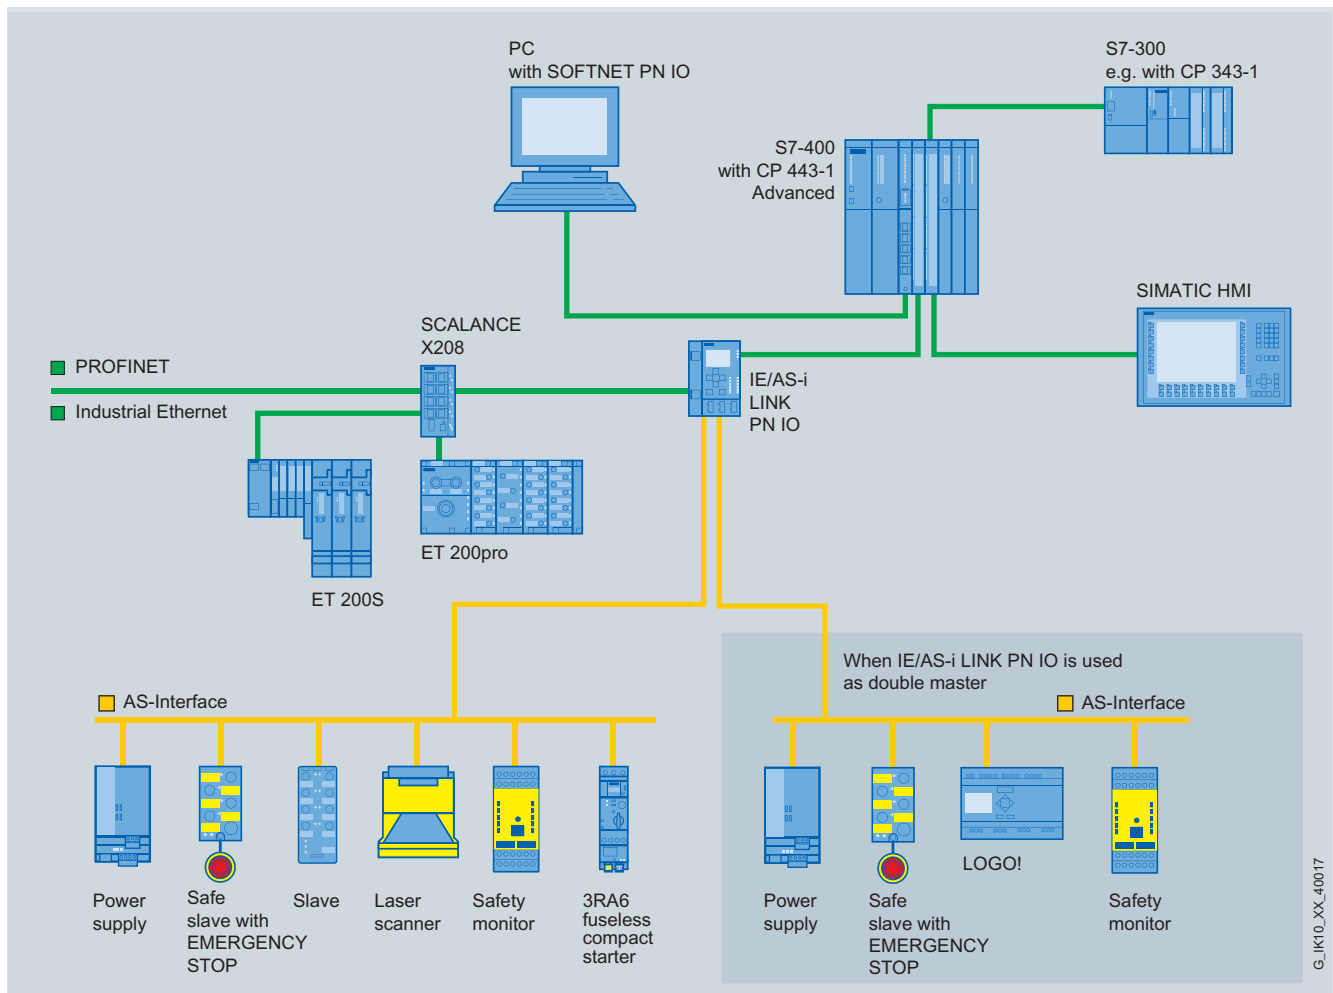 PC
with SOFTNET PN IO
S7-300
e.g. with CP 343-1
S7-400
with CP 443-1
Advanced
SIMATIC HMI
SCALANCE
X208
PROFINET
Industrial Ethernet
IE/AS-i
LINK
PN IO
ET 200pro
ET 200S
When IE/AS-i LINK PN IO is used
as double master
AS-Interface
AS-Interface
Power
supply
Safe
slave with
EMERGENCY
STOP
Slave
Laser
scanner
Safety
monitor
3RA6
fuseless
compact
starter
Power
supply
Safe
slave with
EMERGENCY
STOP
LOGO!
Safety
monitor
G_IK10_XX_40017